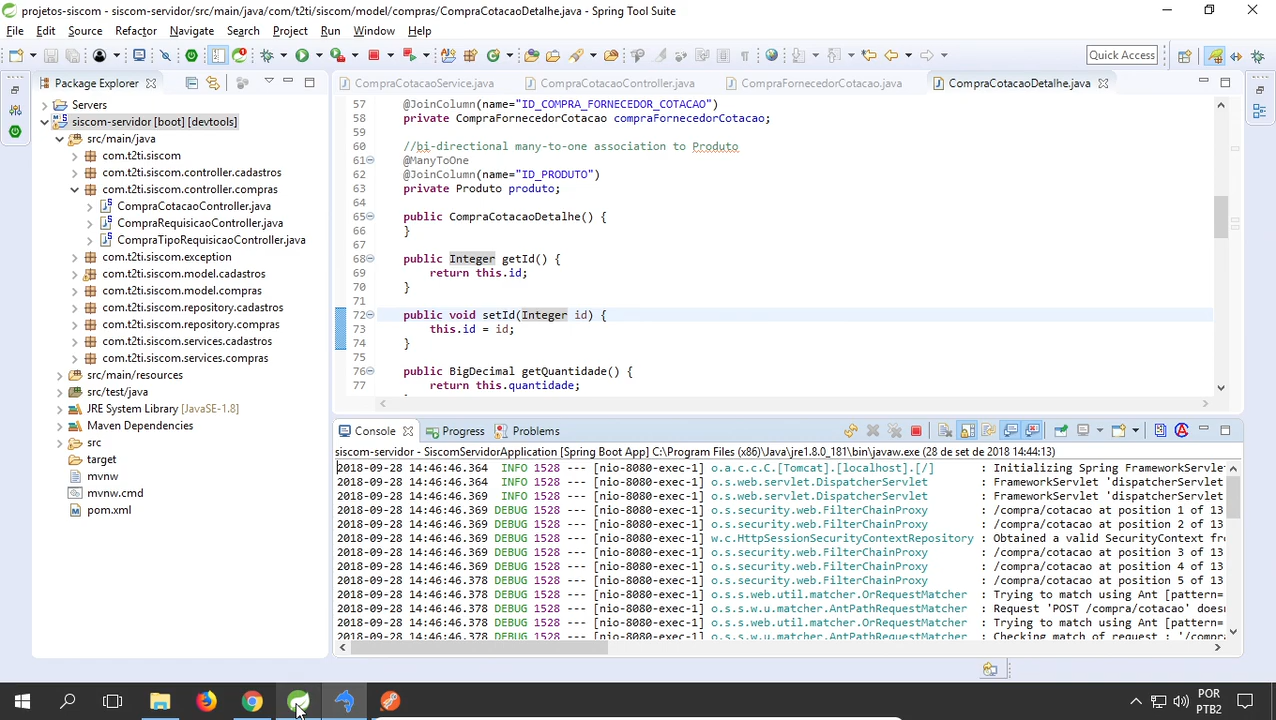 projetos-siscom - siscom-servidor/src/main/java/com/t2ti/siscom/model/compras/CompraCotacaoDetalhe.java - Spring Tool Suite
File Edit Source Refactor Navigate Search Project Run Window Help
Quick Access
Package Explorer
Servers
siscom-servidor [boot] [devtools]
src/main/java
com.t2ti.siscom
com.t2ti.siscom.controller.cadastros
com.t2ti.siscom.controller.compras
CompraCotacaoController.java
CompraRequisicaoController.java
CompraTipoRequisicaoController.java
com.t2ti.siscom.exception
com.t2ti.siscom.model.cadastros
com.t2ti.siscom.model.compras
com.t2ti.siscom.repository.cadastros
com.t2ti.siscom.repository.compras
com.t2ti.siscom.services.cadastros
com.t2ti.siscom.services.compras
src/main/resources
src/test/java
JRE System Library [JavaSE-1.8]
Maven Dependencies
src
target
mvnw
mvnw.cmd
pom.xml
CompraCotacaoService.java CompraCotacaoController.java CompraFornecedorCotacao.java CompraCotacaoDetalhe.java
57 @JoinColumn(name="ID_COMPRA_FORNECEDOR_COTACAO")
58 private CompraFornecedorCotacao compraFornecedorCotacao;
59
60 //bi-directional many-to-one association to Produto
61 @ManyToOne
62 @JoinColumn(name="ID_PRODUTO")
63 private Produto produto;
64
65 public CompraCotacaoDetalhe() {
66 }
67
68 public Integer getId() {
69 return this.id;
70 }
71
72 public void setId(Integer id) {
73 this.id = id;
74 }
75
76 public BigDecimal getQuantidade() {
77 return this.quantidade;
Console Progress Problems
siscom-servidor - SiscomServidorApplication [Spring Boot App] C:\Program Files (x86)\Java\jre1.8.0_181\bin\javaw.exe (28 de set de 2018 14:44:13)
2018-09-28 14:46:46.364 INFO 1528 --- [nio-8080-exec-1] o.a.c.c.C.[Tomcat].[localhost].[/] : Initializing Spring FrameworkServle
2018-09-28 14:46:46.364 INFO 1528 --- [nio-8080-exec-1] o.s.web.servlet.DispatcherServlet : FrameworkServlet 'dispatcherServlet
2018-09-28 14:46:46.369 INFO 1528 --- [nio-8080-exec-1] o.s.web.servlet.DispatcherServlet : FrameworkServlet 'dispatcherServlet
2018-09-28 14:46:46.369 DEBUG 1528 --- [nio-8080-exec-1] o.s.security.web.FilterChainProxy : /compra/cotacao at position 1 of 13
2018-09-28 14:46:46.369 DEBUG 1528 --- [nio-8080-exec-1] o.s.security.web.FilterChainProxy : /compra/cotacao at position 2 of 13
2018-09-28 14:46:46.369 DEBUG 1528 --- [nio-8080-exec-1] w.c.HttpSessionSecurityContextRepository : Obtained a valid SecurityContext fro
2018-09-28 14:46:46.369 DEBUG 1528 --- [nio-8080-exec-1] o.s.security.web.FilterChainProxy : /compra/cotacao at position 3 of 13
2018-09-28 14:46:46.369 DEBUG 1528 --- [nio-8080-exec-1] o.s.security.web.FilterChainProxy : /compra/cotacao at position 4 of 13
2018-09-28 14:46:46.378 DEBUG 1528 --- [nio-8080-exec-1] o.s.security.web.FilterChainProxy : /compra/cotacao at position 5 of 13
2018-09-28 14:46:46.378 DEBUG 1528 --- [nio-8080-exec-1] o.s.s.web.util.matcher.OrRequestMatcher : Trying to match using Ant [pattern=
2018-09-28 14:46:46.378 DEBUG 1528 --- [nio-8080-exec-1] o.s.s.w.u.matcher.AntPathRequestMatcher : Request 'POST /compra/cotacao' doesn
2018-09-28 14:46:46.378 DEBUG 1528 --- [nio-8080-exec-1] o.s.s.web.util.matcher.OrRequestMatcher : Trying to match using Ant [pattern=
2018-09-28 14:46:46.378 DEBUG 1528 --- [nio-8080-exec-1] o.s.s.w.u.matcher.AntPathRequestMatcher : Checking match of request : '/compr
POR
PTB2